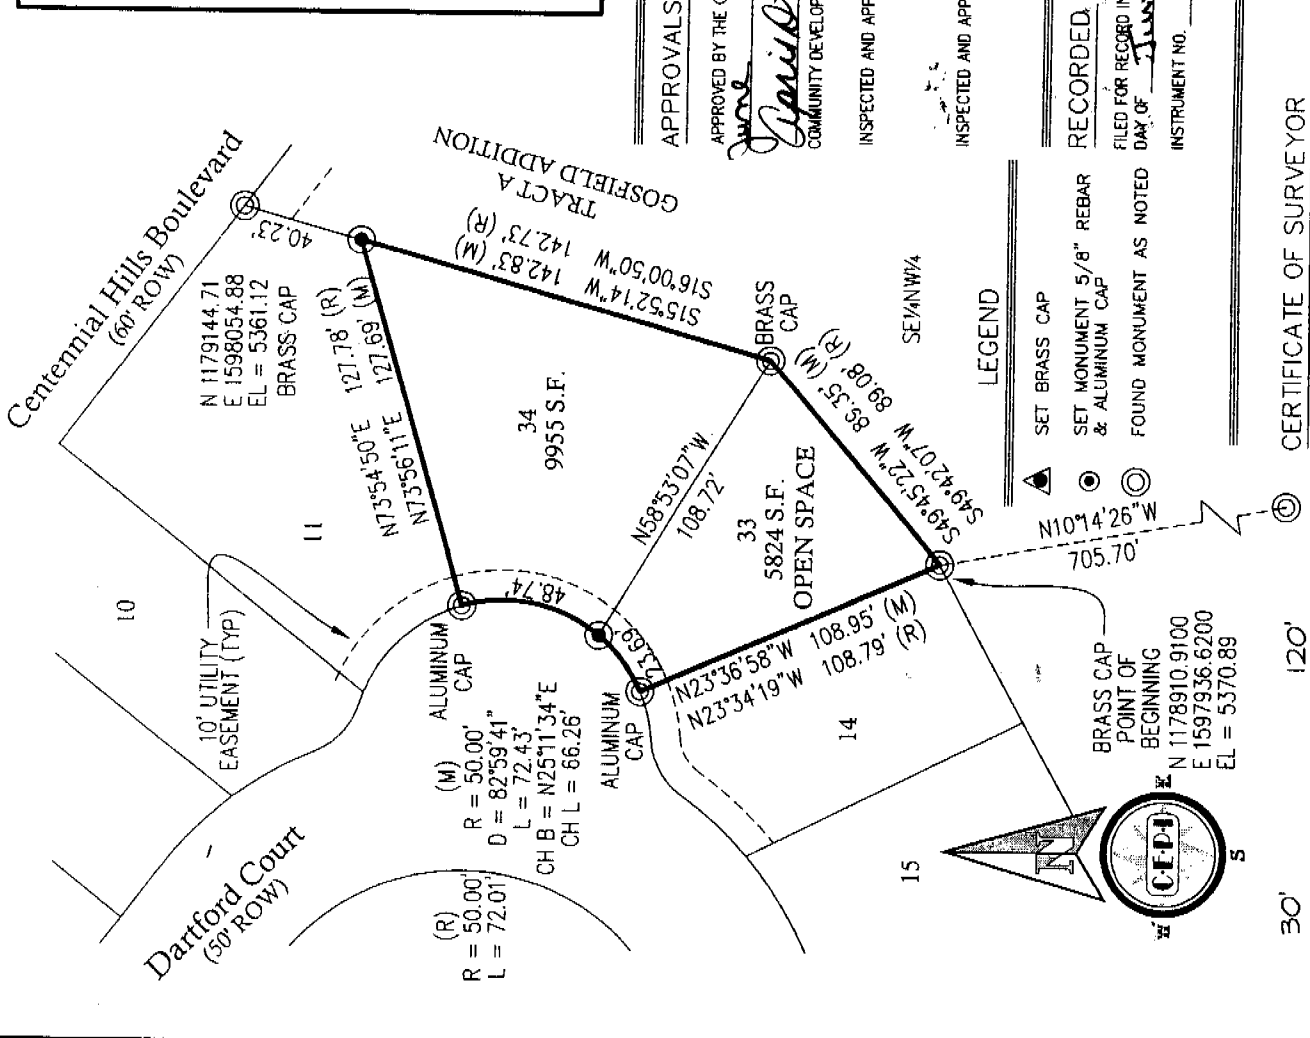 Centennial Hills Boulevard
(60' ROW)
40.23'
N 1179144.71
E 1598054.88
EL = 5361.12
BRASS CAP
TRACT A
GOSFIELD ADDITION
N73°54'50"E 127.78' (R)
N73°56'11"E 127.69' (M)
S15°52'14"W 142.83' (M)
S16°00'50"W 142.73' (R)
34
9955 S.F.
BRASS
CAP
N58°53'07"W
108.72'
33
5824 S.F.
OPEN SPACE
S49°45'22"W 89.35' (M)
S49°42'07"W 89.08' (R)
SE¼NW¼
10
11
10' UTILITY
EASEMENT (TYP)
48.74'
23.69'
ALUMINUM
CAP
ALUMINUM
CAP
N23°36'58"W 108.95' (M)
N23°34'19"W 108.79' (R)
(R)
R = 50.00'
L = 72.01'
(M)
R = 50.00'
D = 82°59'41"
L = 72.43'
CH B = N25°11'34"E
CH L = 66.26'
Dartford Court
(50' ROW)
14
15
BRASS CAP
POINT OF
BEGINNING
N 1178910.9100
E 1597936.6200
EL = 5370.89
N10°14'26"W
705.70'
N
W
E
S
C·E·P·I
30'
120'
LEGEND
SET BRASS CAP
SET MONUMENT 5/8" REBAR
& ALUMINUM CAP
FOUND MONUMENT AS NOTED
APPROVALS
APPROVED BY THE
June
COMMUNITY DEVELOP
INSPECTED AND APP
INSPECTED AND APP
RECORDED
FILED FOR RECORD IN
DAY OF
INSTRUMENT NO.
CERTIFICATE OF SURVEYOR